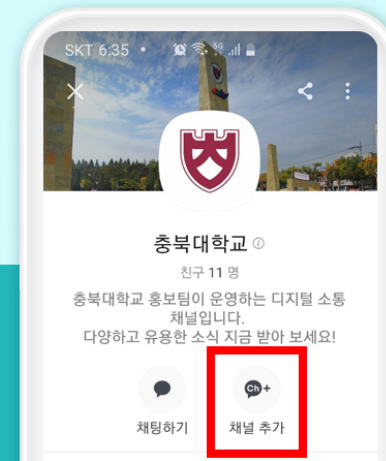 SKT 6:35 •
5G
충북대학교
친구 11 명
충북대학교 홍보팀이 운영하는 디지털 소통
채널입니다.
다양하고 유용한 소식 지금 받아 보세요!
Ch+
채팅하기
채널 추가